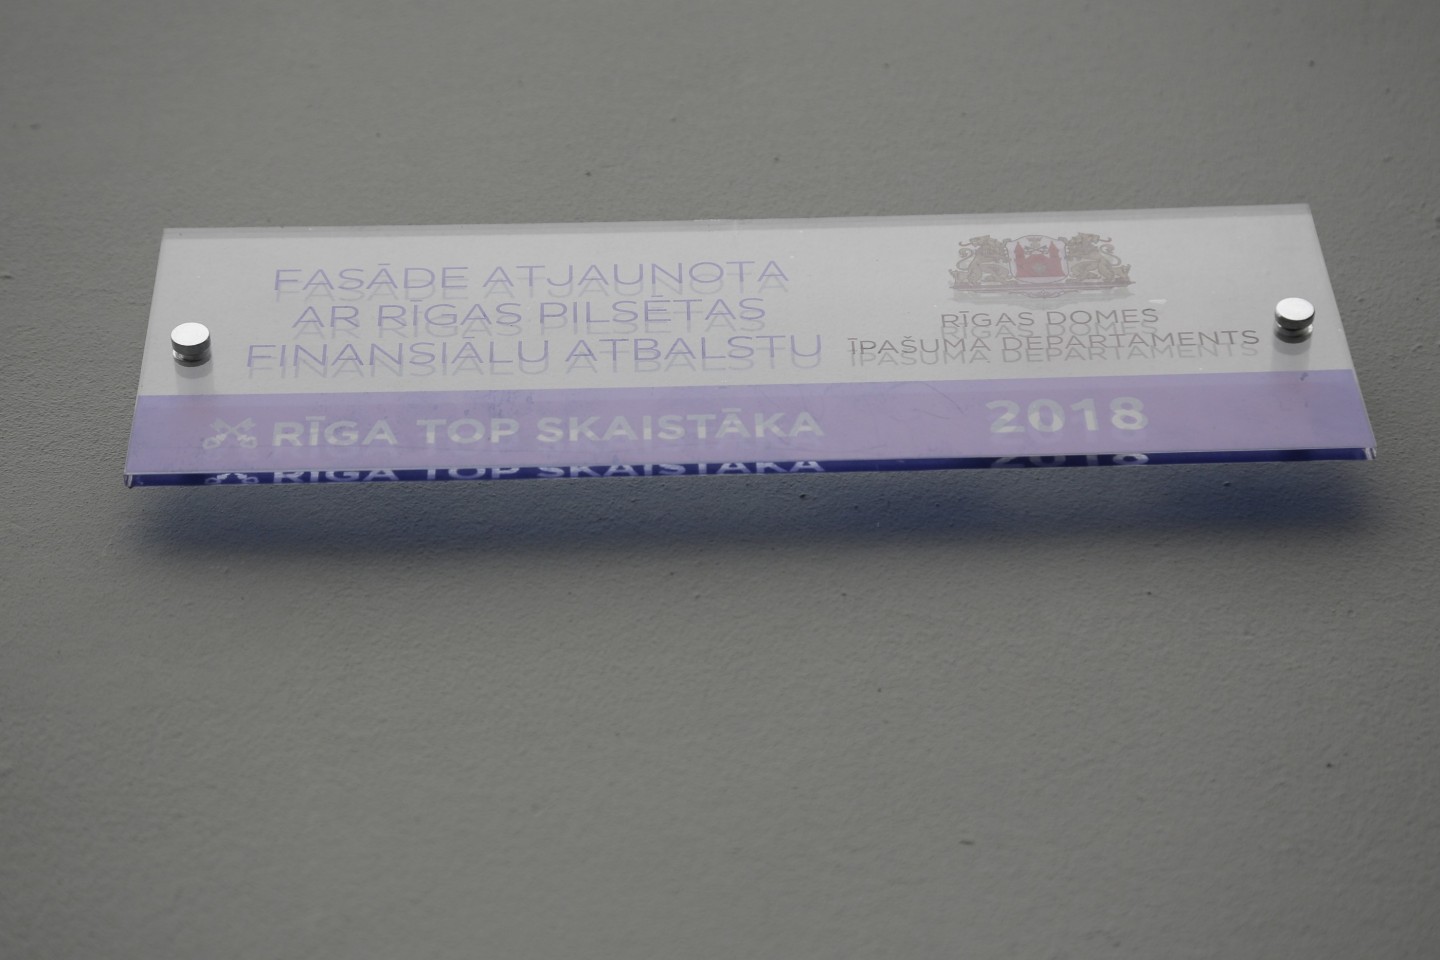 FASĀDE ATJAUNOTA
AR RĪGAS PILSĒTAS
FINANSIĀLU ATBALSTU
RĪGAS DOMES
ĪPAŠUMA DEPARTAMENTS
RĪGA TOP SKAISTĀKA
2018